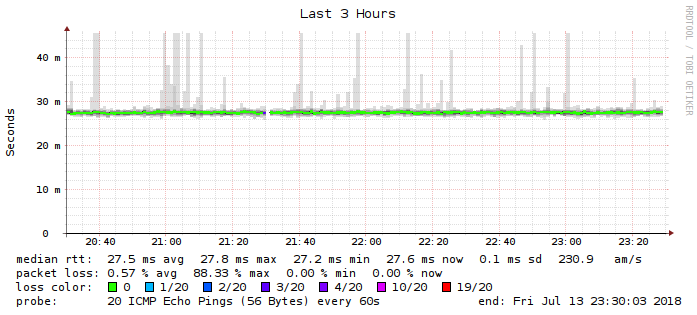 Last 3 Hours
RRDTOOL / TOBI OETIKER
Seconds
40 m
30 m
20 m
10 m
0
20:40 21:00 21:20 21:40 22:00 22:20 22:40 23:00 23:20
median rtt: 27.5 ms avg 27.8 ms max 27.2 ms min 27.6 ms now 0.1 ms sd 230.9 am/s
packet loss: 0.57 % avg 88.33 % max 0.00 % min 0.00 % now
loss color: 0 1/20 2/20 3/20 4/20 10/20 19/20
probe: 20 ICMP Echo Pings (56 Bytes) every 60s end: Fri Jul 13 23:30:03 2018